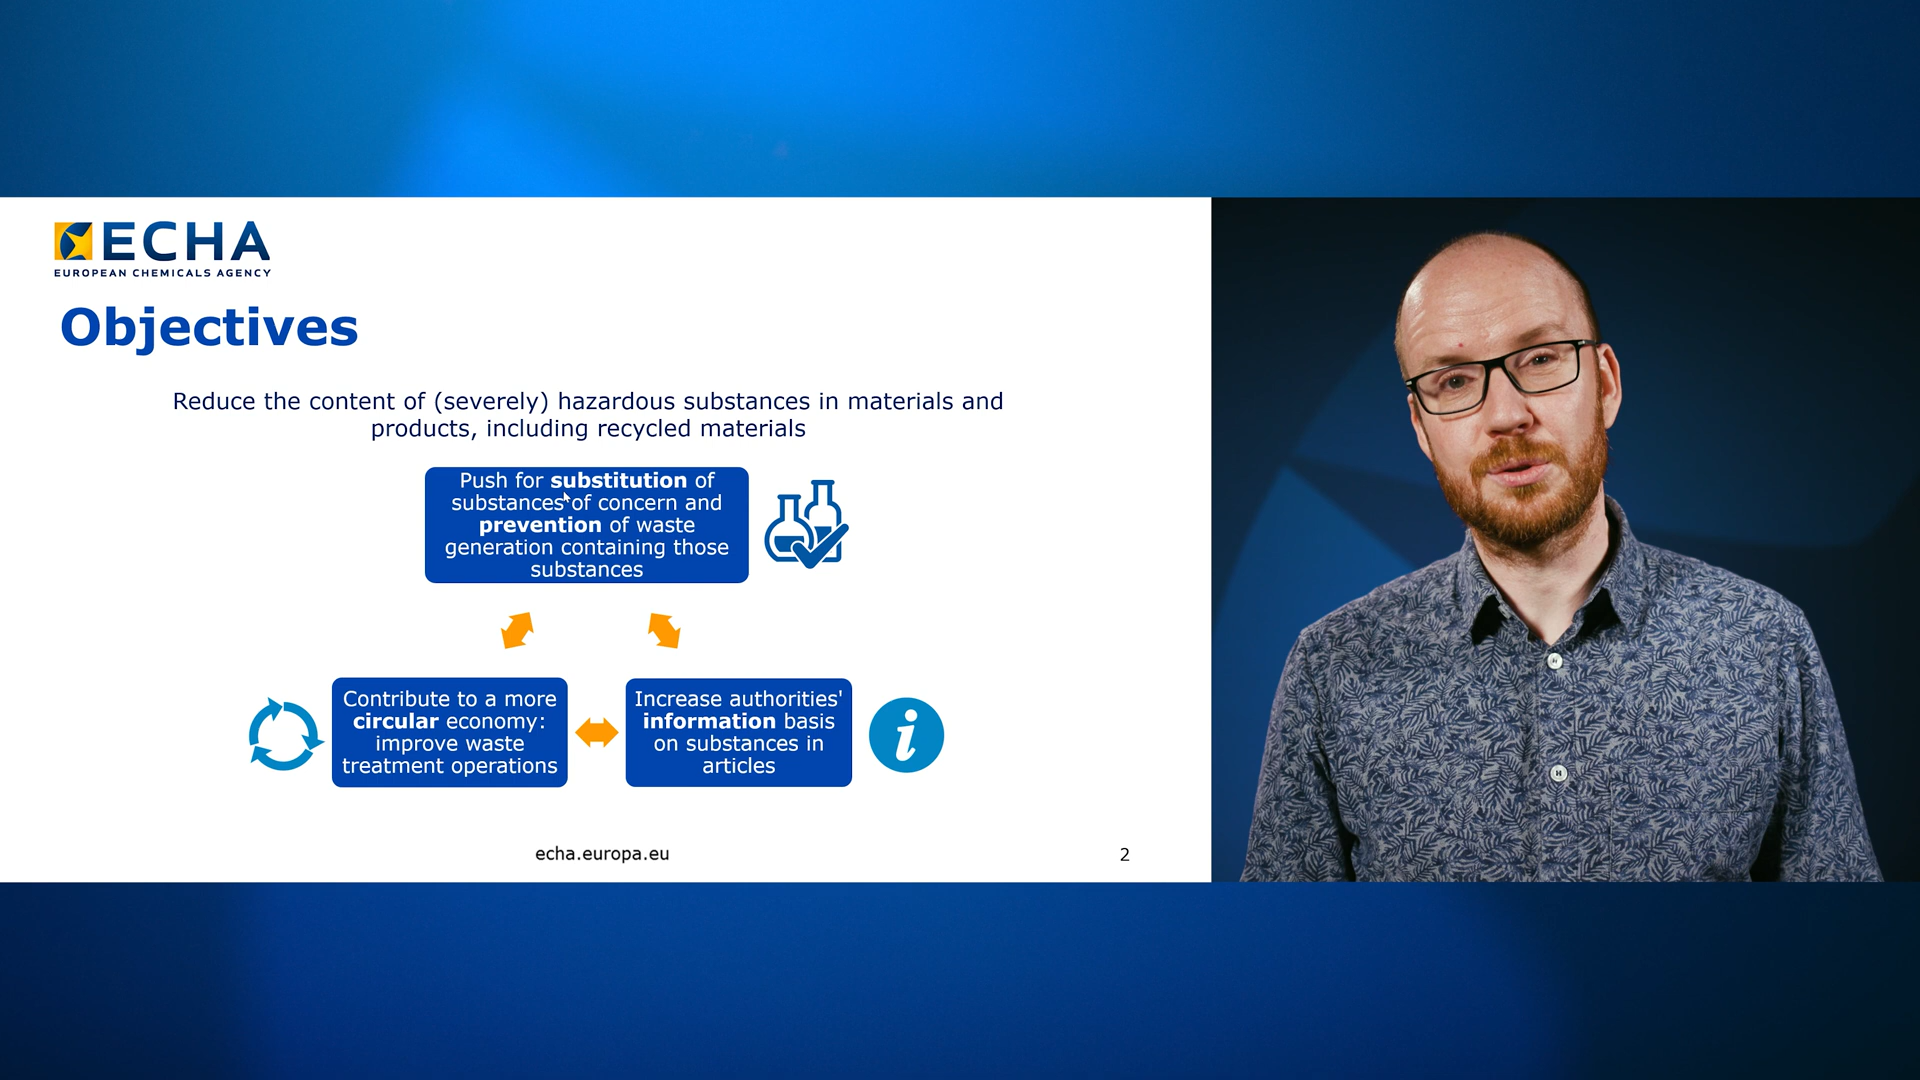 ECHA
EUROPEAN CHEMICALS AGENCY
Objectives
Reduce the content of (severely) hazardous substances in materials and
products, including recycled materials
Push for substitution of
substances of concern and
prevention of waste
generation containing those
substances
Contribute to a more
circular economy:
improve waste
treatment operations
Increase authorities'
information basis
on substances in
articles
i
echa.europa.eu
2